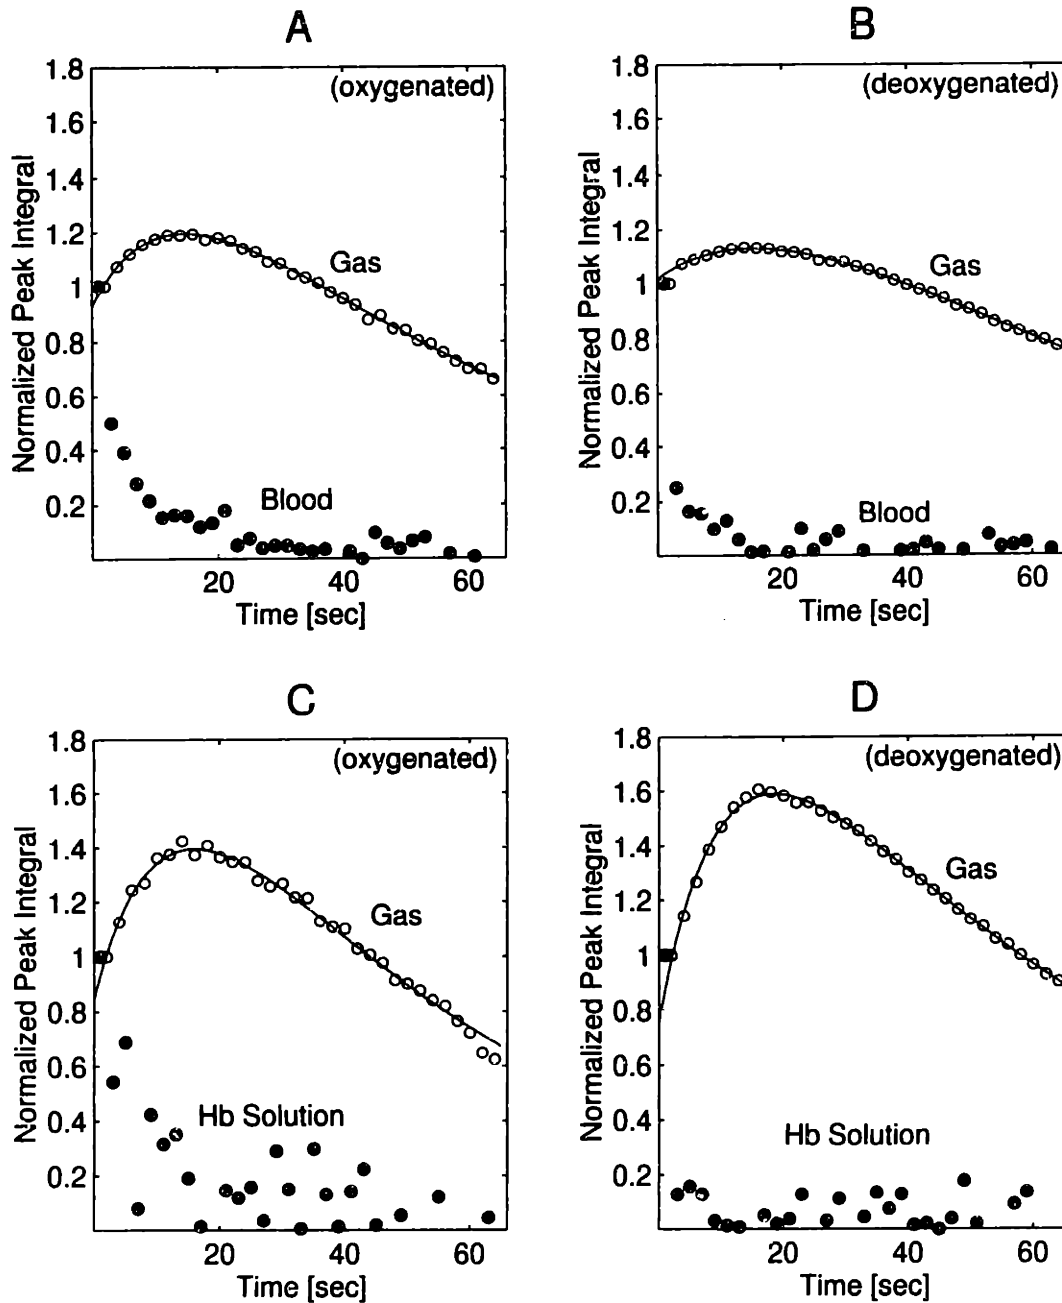 A
(oxygenated)
Normalized Peak Integral
1.8
1.6
1.4
1.2
1
0.8
0.6
0.4
0.2
Gas
Blood
20
40
60
Time [sec]
B
(deoxygenated)
Normalized Peak Integral
1.8
1.6
1.4
1.2
1
0.8
0.6
0.4
0.2
Gas
Blood
20
40
60
Time [sec]
C
(oxygenated)
Normalized Peak Integral
1.8
1.6
1.4
1.2
1
0.8
0.6
0.4
0.2
Gas
Hb Solution
20
40
60
Time [sec]
D
(deoxygenated)
Normalized Peak Integral
1.8
1.6
1.4
1.2
1
0.8
0.6
0.4
0.2
Gas
Hb Solution
20
40
60
Time [sec]